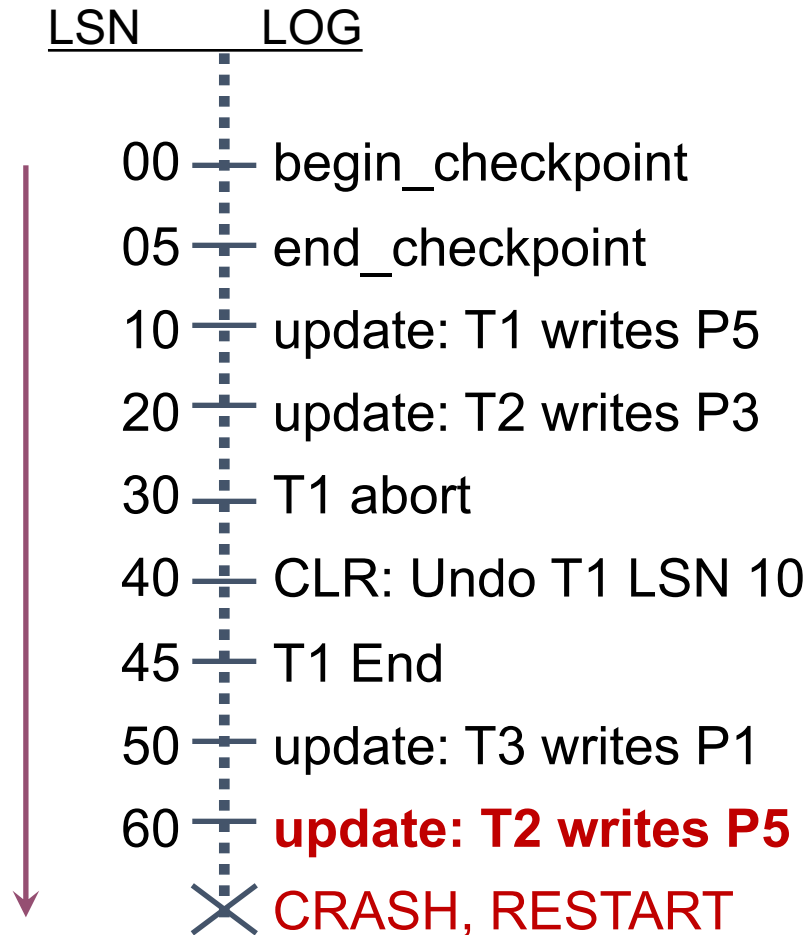 LSN LOG
00 begin_checkpoint
05 end_checkpoint
10 update: T1 writes P5
20 update: T2 writes P3
30 T1 abort
40 CLR: Undo T1 LSN 10
45 T1 End
50 update: T3 writes P1
60 update: T2 writes P5
CRASH, RESTART